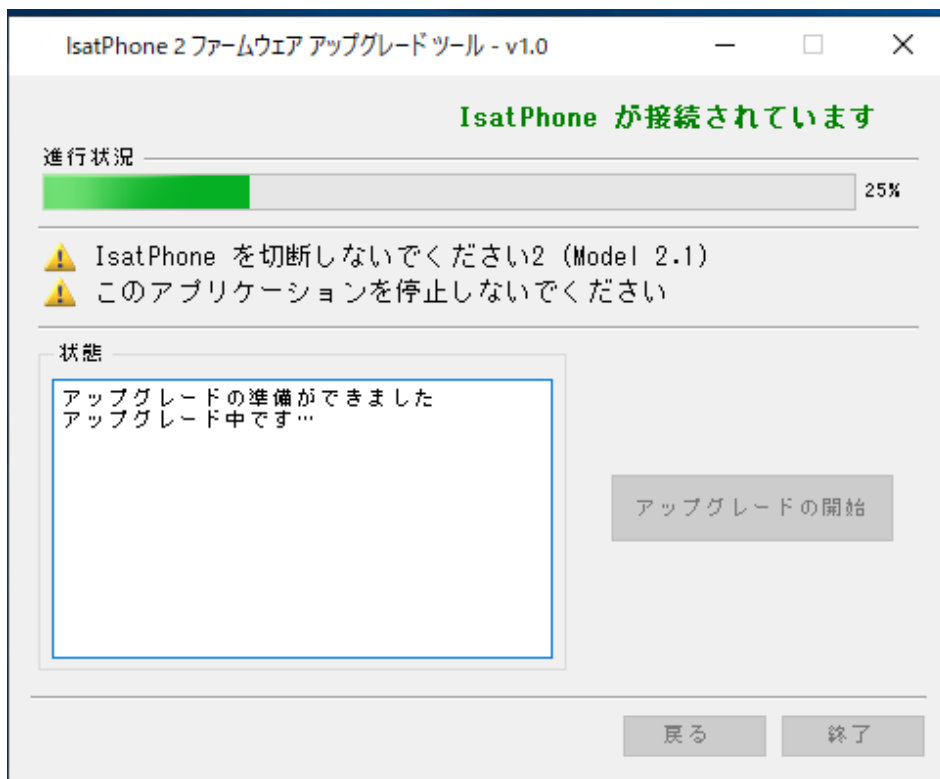 IsatPhone 2 ファームウェア アップグレード ツール - v1.0
IsatPhone が接続されています
進行状況
25%
IsatPhone を切断しないでください2 (Model 2.1)
このアプリケーションを停止しないでください
状態
アップグレードの準備ができました
アップグレード中です…
アップグレードの開始
戻る
終了